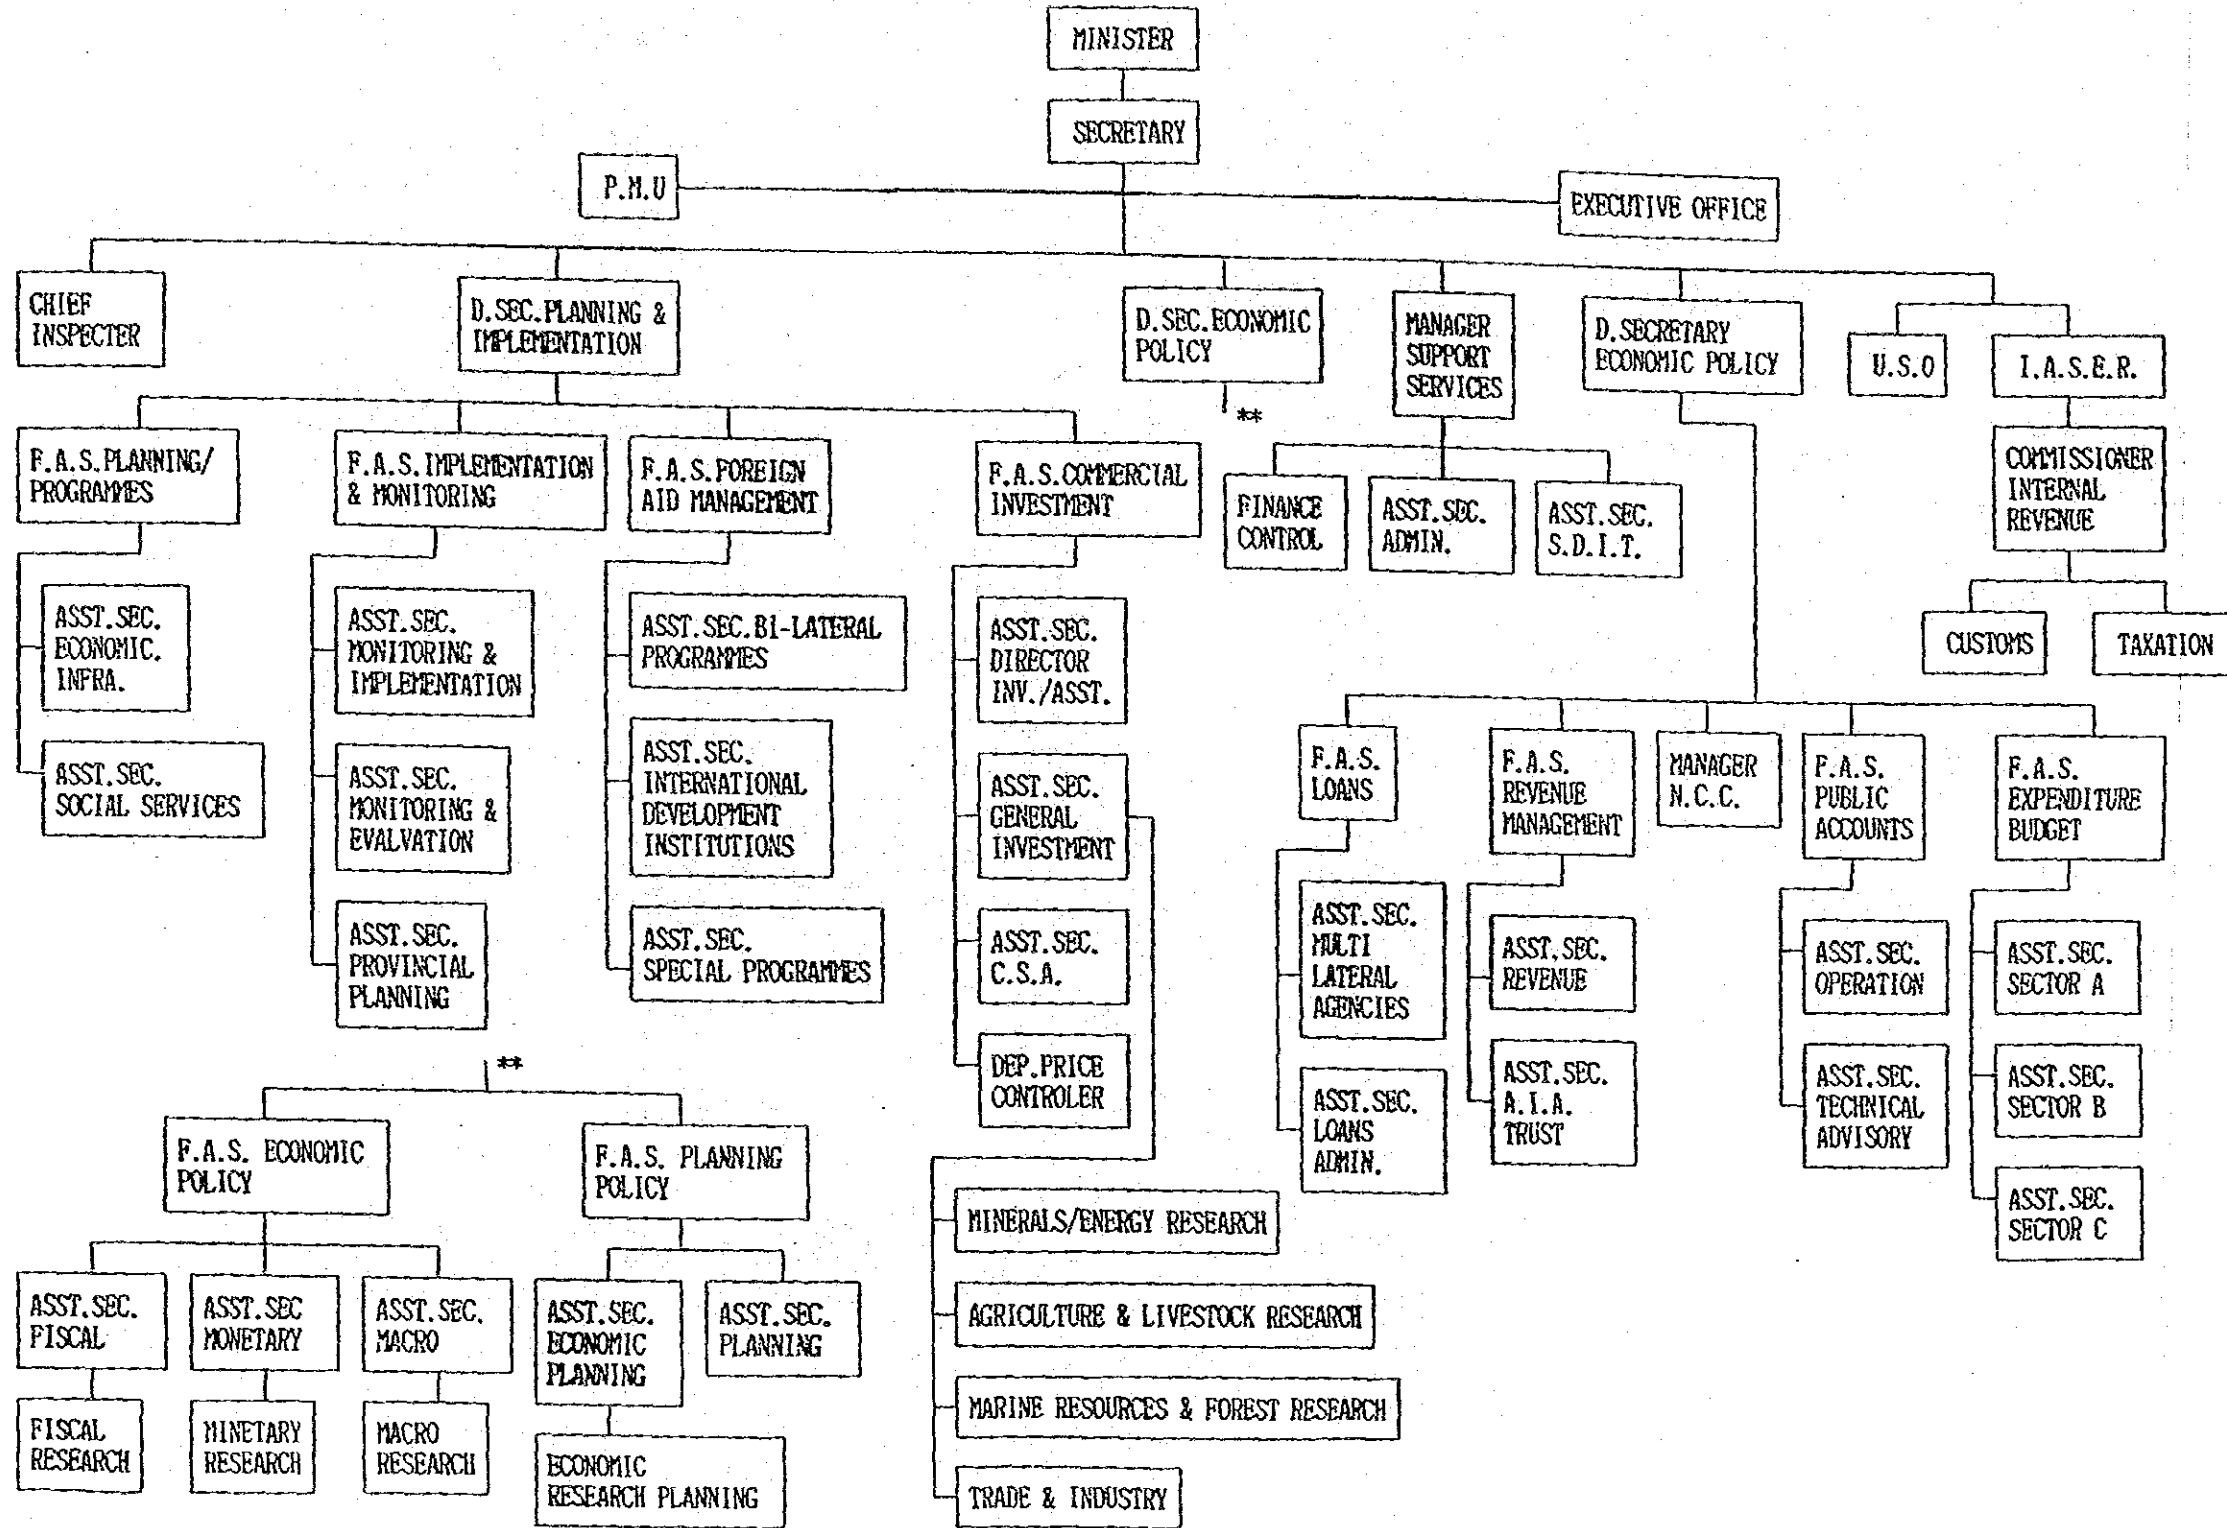 MINISTER
SECRETARY
P.M.U
EXECUTIVE OFFICE
CHIEF
INSPECTER
D.SEC.PLANNING &
IMPLEMENTATION
D.SEC.ECONOMIC
POLICY
**
MANAGER
SUPPORT
SERVICES
D.SECRETARY
ECONOMIC POLICY
U.S.O
I.A.S.E.R.
F.A.S.PLANNING/
PROGRAMMES
F.A.S.IMPLEMENTATION
& MONITORING
F.A.S.FOREIGN
AID MANAGEMENT
F.A.S.COMMERCIAL
INVESTMENT
FINANCE
CONTROL
ASST.SEC.
ADMIN.
ASST.SEC.
S.D.I.T.
COMMISSIONER
INTERNAL
REVENUE
CUSTOMS
TAXATION
ASST.SEC.
ECONOMIC.
INFRA.
ASST.SEC.
SOCIAL SERVICES
ASST.SEC.
MONITORING &
IMPLEMENTATION
ASST.SEC.
MONITORING &
EVALVATION
ASST.SEC.
PROVINCIAL
PLANNING
ASST.SEC.BI-LATERAL
PROGRAMMES
ASST.SEC.
INTERNATIONAL
DEVELOPMENT
INSTITUTIONS
ASST.SEC.
SPECIAL PROGRAMMES
ASST.SEC.
DIRECTOR
INV./ASST.
ASST.SEC.
GENERAL
INVESTMENT
ASST.SEC.
C.S.A.
DEP.PRICE
CONTROLER
F.A.S.
LOANS
F.A.S.
REVENUE
MANAGEMENT
MANAGER
N.C.C.
F.A.S.
PUBLIC
ACCOUNTS
F.A.S.
EXPENDITURE
BUDGET
ASST.SEC.
MULTI
LATERAL
AGENCIES
ASST.SEC.
LOANS
ADMIN.
ASST.SEC.
REVENUE
ASST.SEC.
A.I.A.
TRUST
ASST.SEC.
OPERATION
ASST.SEC.
TECHNICAL
ADVISORY
ASST.SEC.
SECTOR A
ASST.SEC.
SECTOR B
ASST.SEC.
SECTOR C
**
F.A.S. ECONOMIC
POLICY
F.A.S. PLANNING
POLICY
ASST.SEC.
FISCAL
ASST.SEC
MONETARY
ASST.SEC.
MACRO
ASST.SEC.
ECONOMIC
PLANNING
ASST.SEC.
PLANNING
FISCAL
RESEARCH
MINETARY
RESEARCH
MACRO
RESEARCH
ECONOMIC
RESEARCH PLANNING
MINERALS/ENERGY RESEARCH
AGRICULTURE & LIVESTOCK RESEARCH
MARINE RESOURCES & FOREST RESEARCH
TRADE & INDUSTRY